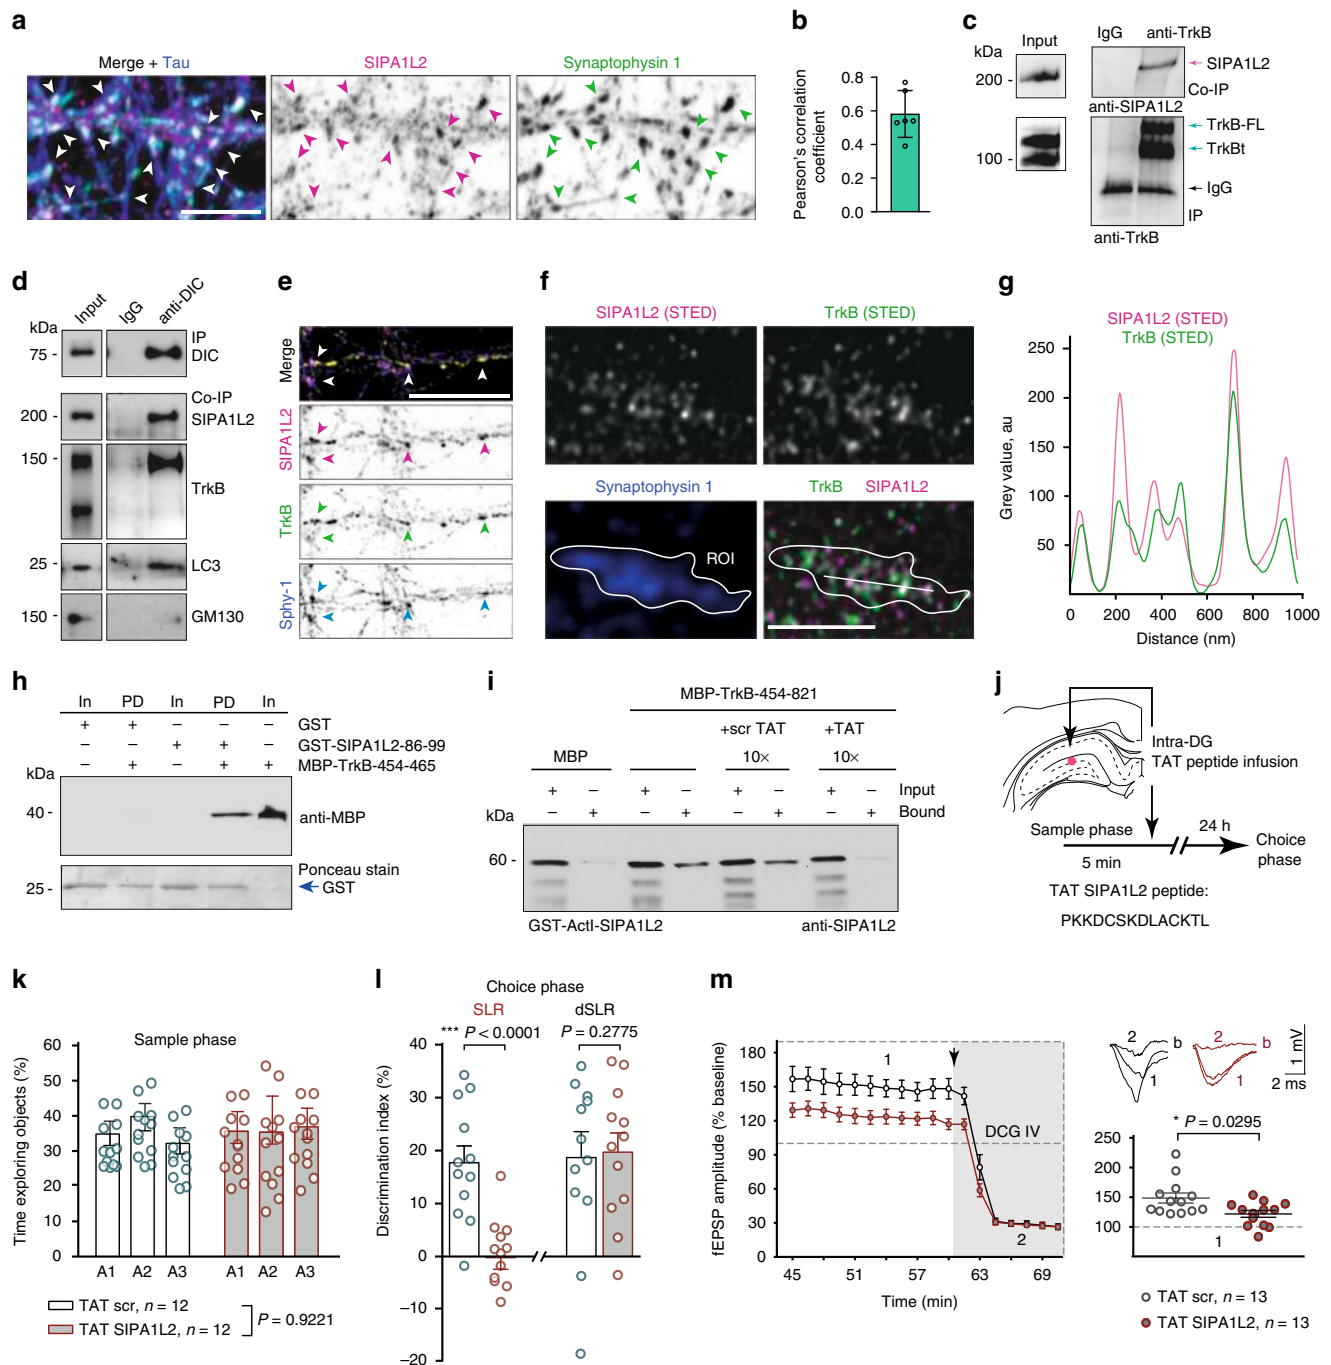 a
Merge + Tau
SIPA1L2
Synaptophysin 1
b
Pearson's correlation
coefficient
0.8
0.6
0.4
0.2
0.0
c
kDa
Input
IgG
anti-TrkB
200 -
SIPA1L2
Co-IP
anti-SIPA1L2
100 -
TrkB-FL
TrkBt
IgG
IP
anti-TrkB
d
Input
IgG
anti-DIC
kDa
IP
75 -
DIC
Co-IP
200 -
SIPA1L2
150 -
TrkB
25 -
LC3
150 -
GM130
e
Merge
SIPA1L2
TrkB
Sphy-1
f
SIPA1L2 (STED)
TrkB (STED)
Synaptophysin 1
TrkB SIPA1L2
ROI
g
SIPA1L2 (STED)
TrkB (STED)
Grey value, au
250
200
150
100
50
0 200 400 600 800 1000
Distance (nm)
h
In PD In PD In
+ + – – – GST
– – + + – GST-SIPA1L2-86-99
– + – + + MBP-TrkB-454-465
kDa
40 -
anti-MBP
Ponceau stain
25 -
GST
i
MBP-TrkB-454-821
+scr TAT +TAT
MBP 10× 10×
+ – + – + – + – Input
– + – + – + – + Bound
kDa
60 -
GST-ActI-SIPA1L2
anti-SIPA1L2
j
Intra-DG
TAT peptide infusion
Sample phase
24 h
Choice
phase
5 min
TAT SIPA1L2 peptide:
PKKDCSKDLACKTL
k
Sample phase
Time exploring objects (%)
60
50
40
30
20
10
0
A1 A2 A3 A1 A2 A3
TAT scr, n = 12
TAT SIPA1L2, n = 12
P = 0.9221
l
Choice phase
SLR dSLR
*** P < 0.0001 P = 0.2775
Discrimination index (%)
40
30
20
10
0
–10
–20
m
fEPSP amplitude (% baseline)
180
150
120
90
60
30
0
1
DCG IV
2
45 51 57 63 69
Time (min)
2 b
1
2 b
1
1 mV
2 ms
* P = 0.0295
250
200
150
100
1
TAT scr, n = 13
TAT SIPA1L2, n = 13